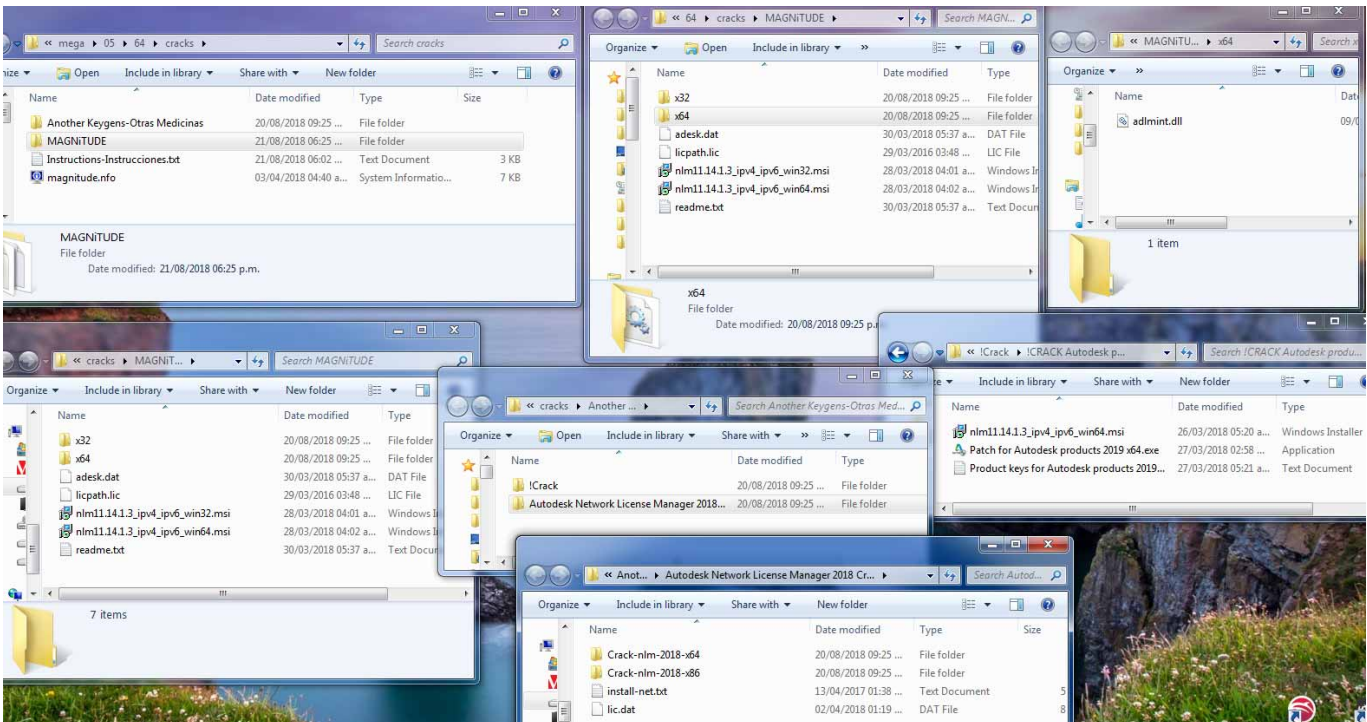 « mega ▸ 05 ▸ 64 ▸ cracks ▸ Search cracks
Open Include in library Share with New folder
Name Date modified Type Size
Another Keygens-Otras Medicinas 20/08/2018 09:25 ... File folder
MAGNiTUDE 21/08/2018 06:25 ... File folder
Instructions-Instrucciones.txt 21/08/2018 06:02 ... Text Document 3 KB
magnitude.nfo 03/04/2018 04:40 a... System Informatio... 7 KB
MAGNiTUDE
File folder
Date modified: 21/08/2018 06:25 p.m.
« 64 ▸ cracks ▸ MAGNiTUDE ▸ Search MAGN...
Organize Open Include in library »
Name Date modified Type
x32 20/08/2018 09:25 ... File folder
x64 20/08/2018 09:25 ... File folder
adesk.dat 30/03/2018 05:37 a... DAT File
licpath.lic 29/03/2016 03:48 ... LIC File
nlm11.14.1.3_ipv4_ipv6_win32.msi 28/03/2018 04:01 a... Windows In
nlm11.14.1.3_ipv4_ipv6_win64.msi 28/03/2018 04:02 a... Windows In
readme.txt 30/03/2018 05:37 a... Text Docun
x64
File folder
Date modified: 20/08/2018 09:25 p.m
« MAGNiTU... ▸ x64 Search x
Organize »
Name Date
adlmint.dll 09/0
1 item
« cracks ▸ MAGNiT... ▸ Search MAGNiTUDE
Organize Include in library Share with New folder
Name Date modified Type
x32 20/08/2018 09:25 ... File folder
x64 20/08/2018 09:25 ... File folder
adesk.dat 30/03/2018 05:37 a... DAT File
licpath.lic 29/03/2016 03:48 ... LIC File
nlm11.14.1.3_ipv4_ipv6_win32.msi 28/03/2018 04:01 a... Windows I
nlm11.14.1.3_ipv4_ipv6_win64.msi 28/03/2018 04:02 a... Windows I
readme.txt 30/03/2018 05:37 a... Text Docu
7 items
« cracks ▸ Another ... ▸ Search Another Keygens-Otras Med...
Organize Open Include in library Share with »
Name Date modified Type
!Crack 20/08/2018 09:25 ... File folder
Autodesk Network License Manager 2018... 20/08/2018 09:25 ... File folder
« !Crack ▸ !CRACK Autodesk p... Search !CRACK Autodesk produ...
Include in library Share with New folder
Name Date modified Type
nlm11.14.1.3_ipv4_ipv6_win64.msi 26/03/2018 05:20 a... Windows Installer
Patch for Autodesk products 2019 x64.exe 27/03/2018 02:58 ... Application
Product keys for Autodesk products 2019... 27/03/2018 05:21 a... Text Document
« Anot... ▸ Autodesk Network License Manager 2018 Cr... ▸ Search Autod...
Organize Include in library Share with New folder
Name Date modified Type Size
Crack-nlm-2018-x64 20/08/2018 09:25 ... File folder
Crack-nlm-2018-x86 20/08/2018 09:25 ... File folder
install-net.txt 13/04/2017 01:38 ... Text Document 5
lic.dat 02/04/2018 01:19 ... DAT File 8